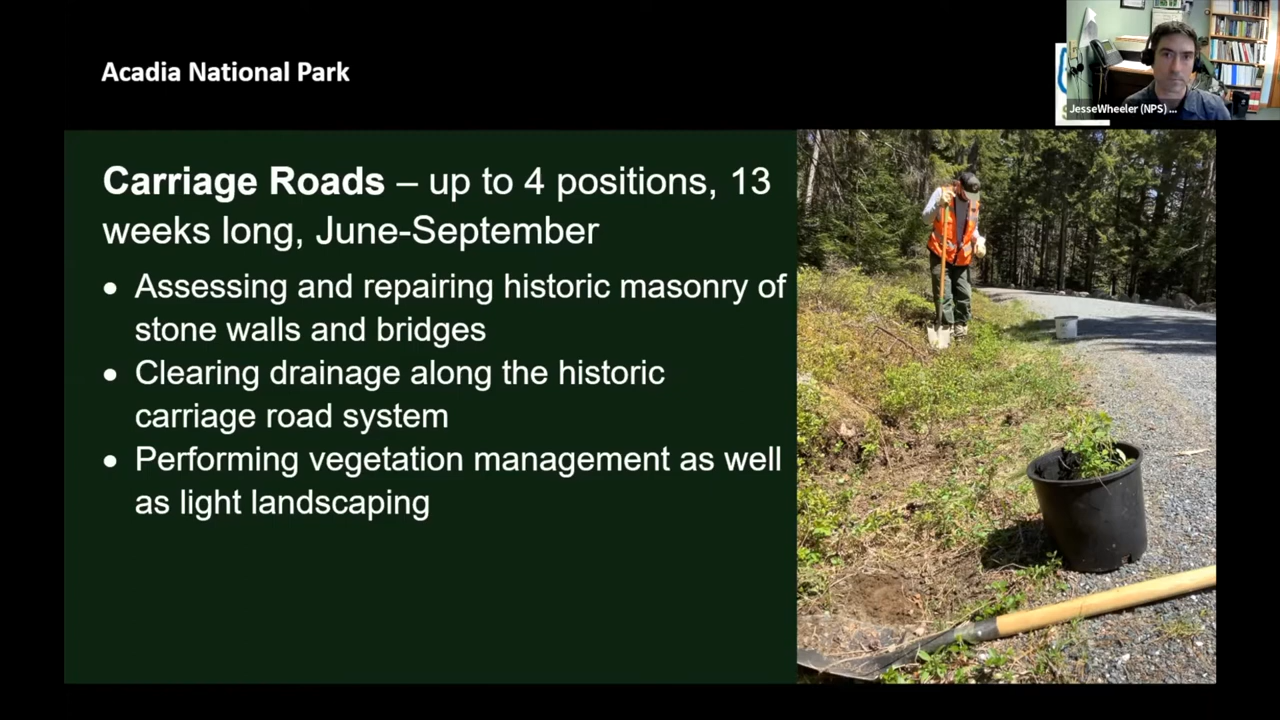 Acadia National Park
JesseWheeler (NPS) ...
Carriage Roads – up to 4 positions, 13
weeks long, June-September
• Assessing and repairing historic masonry of
stone walls and bridges
• Clearing drainage along the historic
carriage road system
• Performing vegetation management as well
as light landscaping